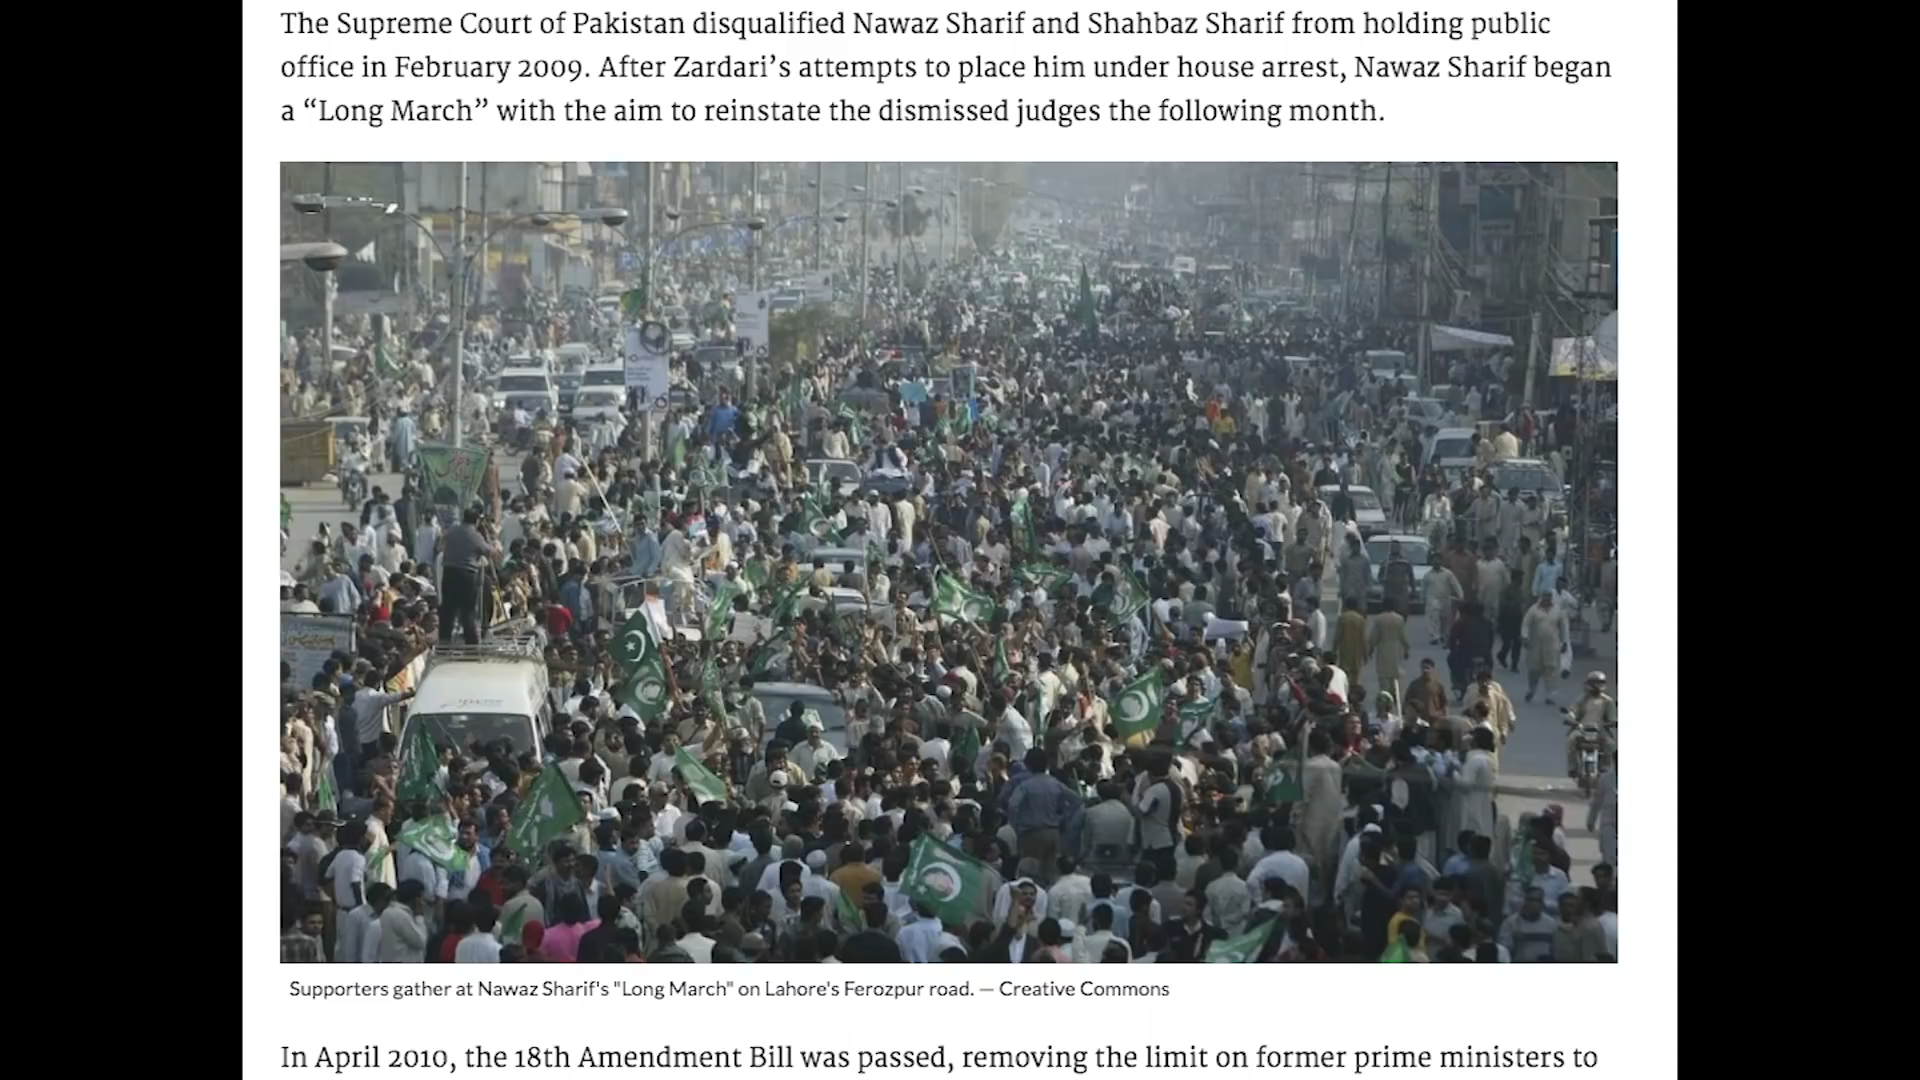 The Supreme Court of Pakistan disqualified Nawaz Sharif and Shahbaz Sharif from holding public
office in February 2009. After Zardari’s attempts to place him under house arrest, Nawaz Sharif began
a “Long March” with the aim to reinstate the dismissed judges the following month.
Supporters gather at Nawaz Sharif's "Long March" on Lahore's Ferozpur road. — Creative Commons
In April 2010, the 18th Amendment Bill was passed, removing the limit on former prime ministers to